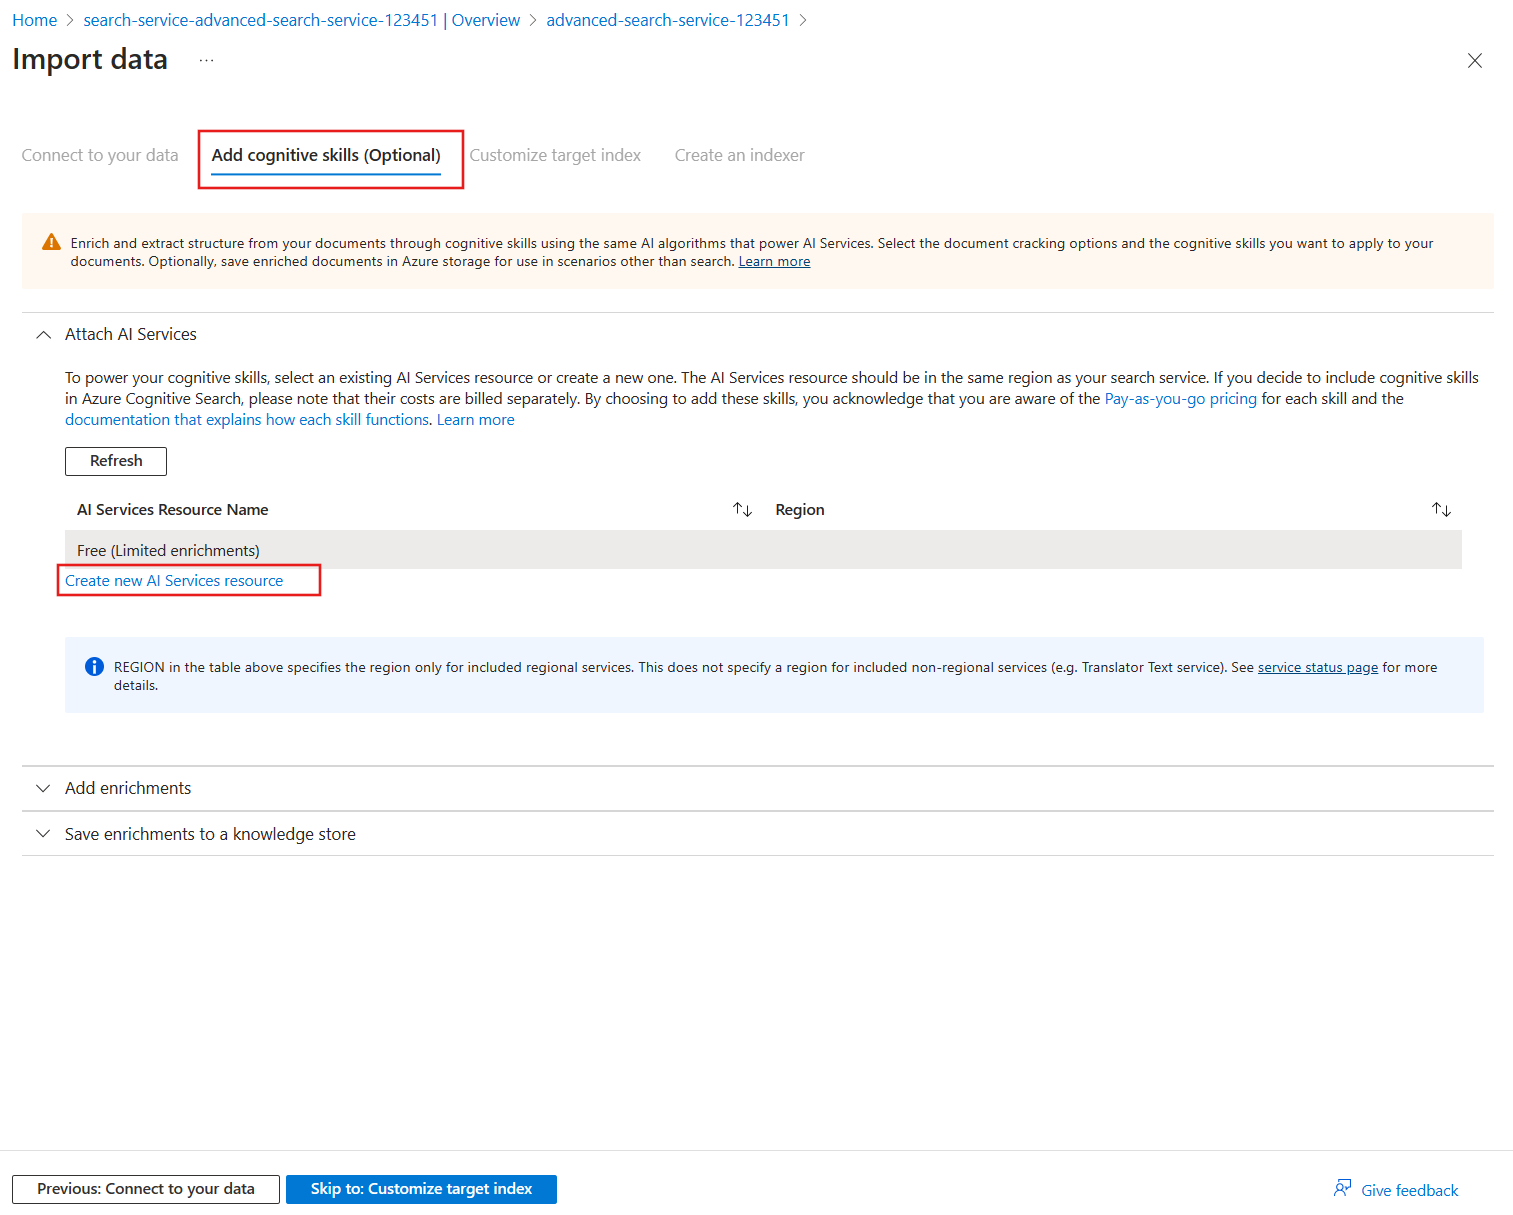 Home > search-service-advanced-search-service-123451 | Overview > advanced-search-service-123451 >
Import data ...
Connect to your data Add cognitive skills (Optional) Customize target index Create an indexer
Enrich and extract structure from your documents through cognitive skills using the same AI algorithms that power AI Services. Select the document cracking options and the cognitive skills you want to apply to your
documents. Optionally, save enriched documents in Azure storage for use in scenarios other than search. Learn more
Attach AI Services
To power your cognitive skills, select an existing AI Services resource or create a new one. The AI Services resource should be in the same region as your search service. If you decide to include cognitive skills
in Azure Cognitive Search, please note that their costs are billed separately. By choosing to add these skills, you acknowledge that you are aware of the Pay-as-you-go pricing for each skill and the
documentation that explains how each skill functions. Learn more
Refresh
AI Services Resource Name Region
Free (Limited enrichments)
Create new AI Services resource
REGION in the table above specifies the region only for included regional services. This does not specify a region for included non-regional services (e.g. Translator Text service). See service status page for more
details.
Add enrichments
Save enrichments to a knowledge store
Previous: Connect to your data Skip to: Customize target index Give feedback